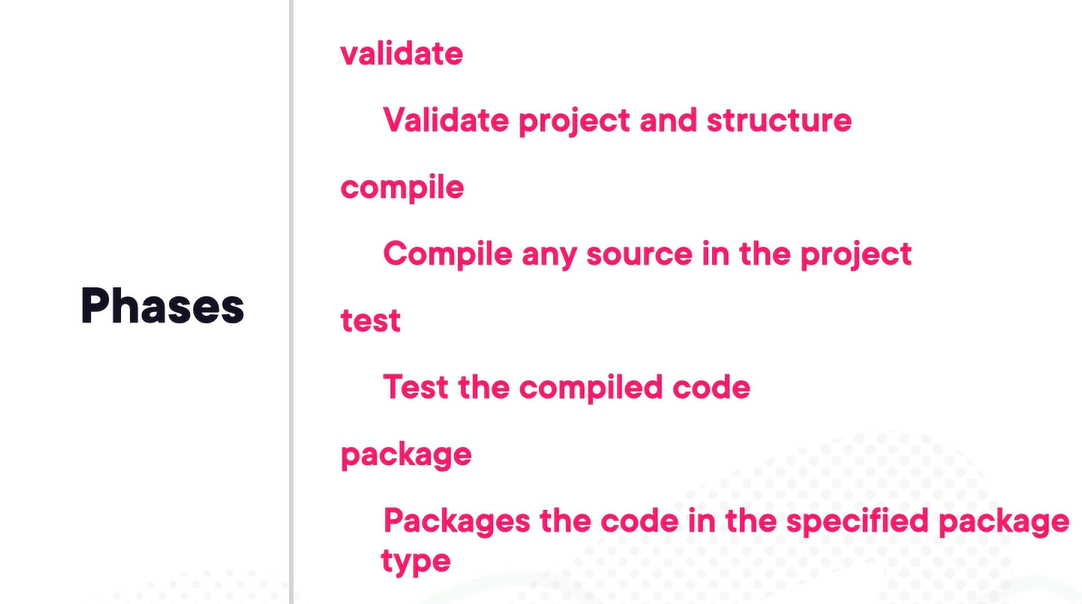 Phases
validate
Validate project and structure
compile
Compile any source in the project
test
Test the compiled code
package
Packages the code in the specified package
type